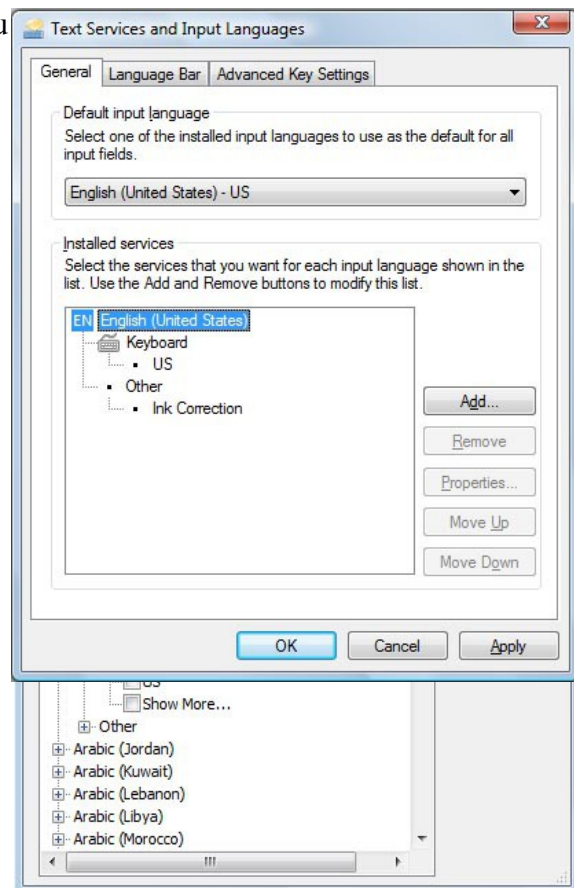 Text Services and Input Languages
General Language Bar Advanced Key Settings
Default input language
Select one of the installed input languages to use as the default for all
input fields.
English (United States) - US
Installed services
Select the services that you want for each input language shown in the
list. Use the Add and Remove buttons to modify this list.
EN English (United States)
Keyboard
US
Other
Ink Correction
Add...
Remove
Properties...
Move Up
Move Down
OK Cancel Apply
Show More...
Other
Arabic (Jordan)
Arabic (Kuwait)
Arabic (Lebanon)
Arabic (Libya)
Arabic (Morocco)